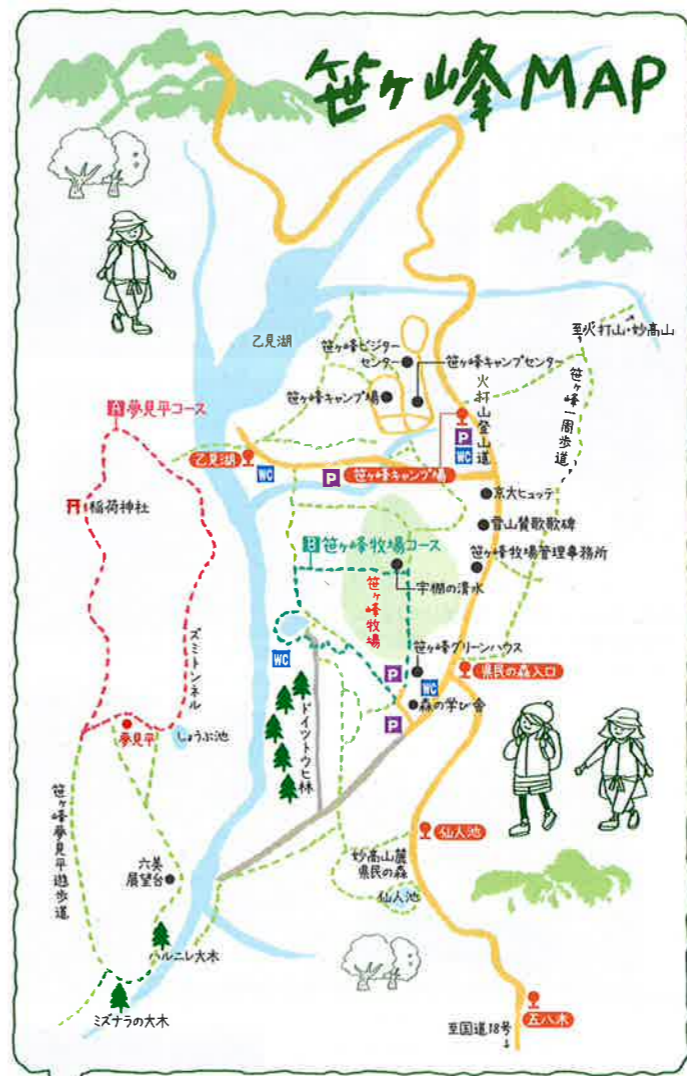 笹ヶ峰MAP
乙見湖
至火打山・妙高山
笹ヶ峰ビジター
センター
笹ヶ峰キャンプセンター
笹ヶ峰キャンプ場
火打山登山道
笹ヶ峰一周歩道
A 夢見平コース
乙見湖
WC
P
笹ヶ峰キャンプ場
P
WC
稲荷神社
京大ヒュッテ
雪山賛歌歌碑
B 笹ヶ峰牧場コース
笹ヶ峰牧場管理事務所
宇棚の清水
笹ヶ峰牧場
ズミトンネル
WC
笹ヶ峰グリーンハウス
県民の森入口
P
WC
森の学び舎
P
夢見平
しょうぶ池
ドイツトウヒ林
笹ヶ峰夢見平遊歩道
仙人池
妙高山麓
県民の森
六美
展望台
仙人池
ハルニレ大木
ミズナラの大木
五八木
至国道18号